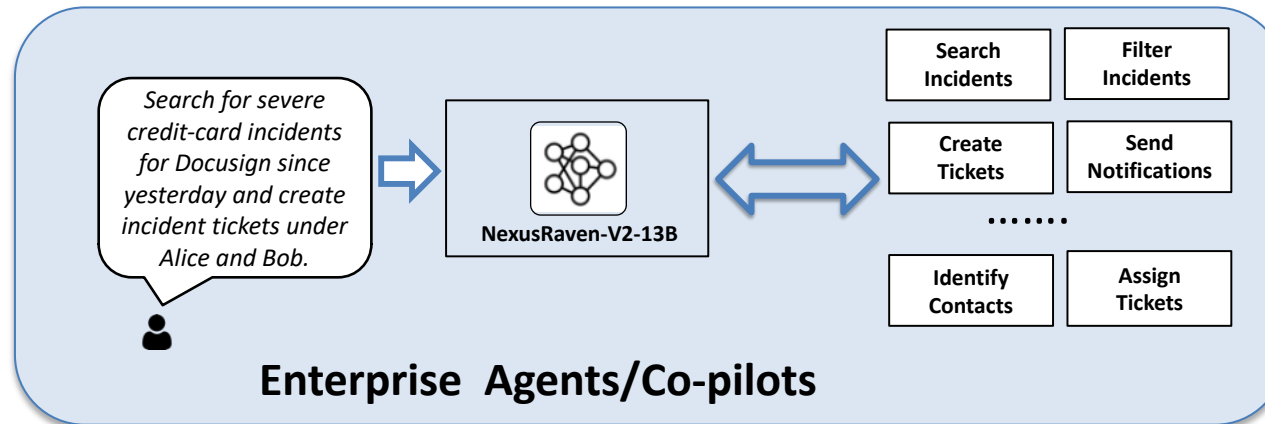 Search for severe
credit-card incidents
for Docusign since
yesterday and create
incident tickets under
Alice and Bob.
NexusRaven-V2-13B
Search
Incidents
Filter
Incidents
Create
Tickets
Send
Notifications
.......
Identify
Contacts
Assign
Tickets
Enterprise Agents/Co-pilots